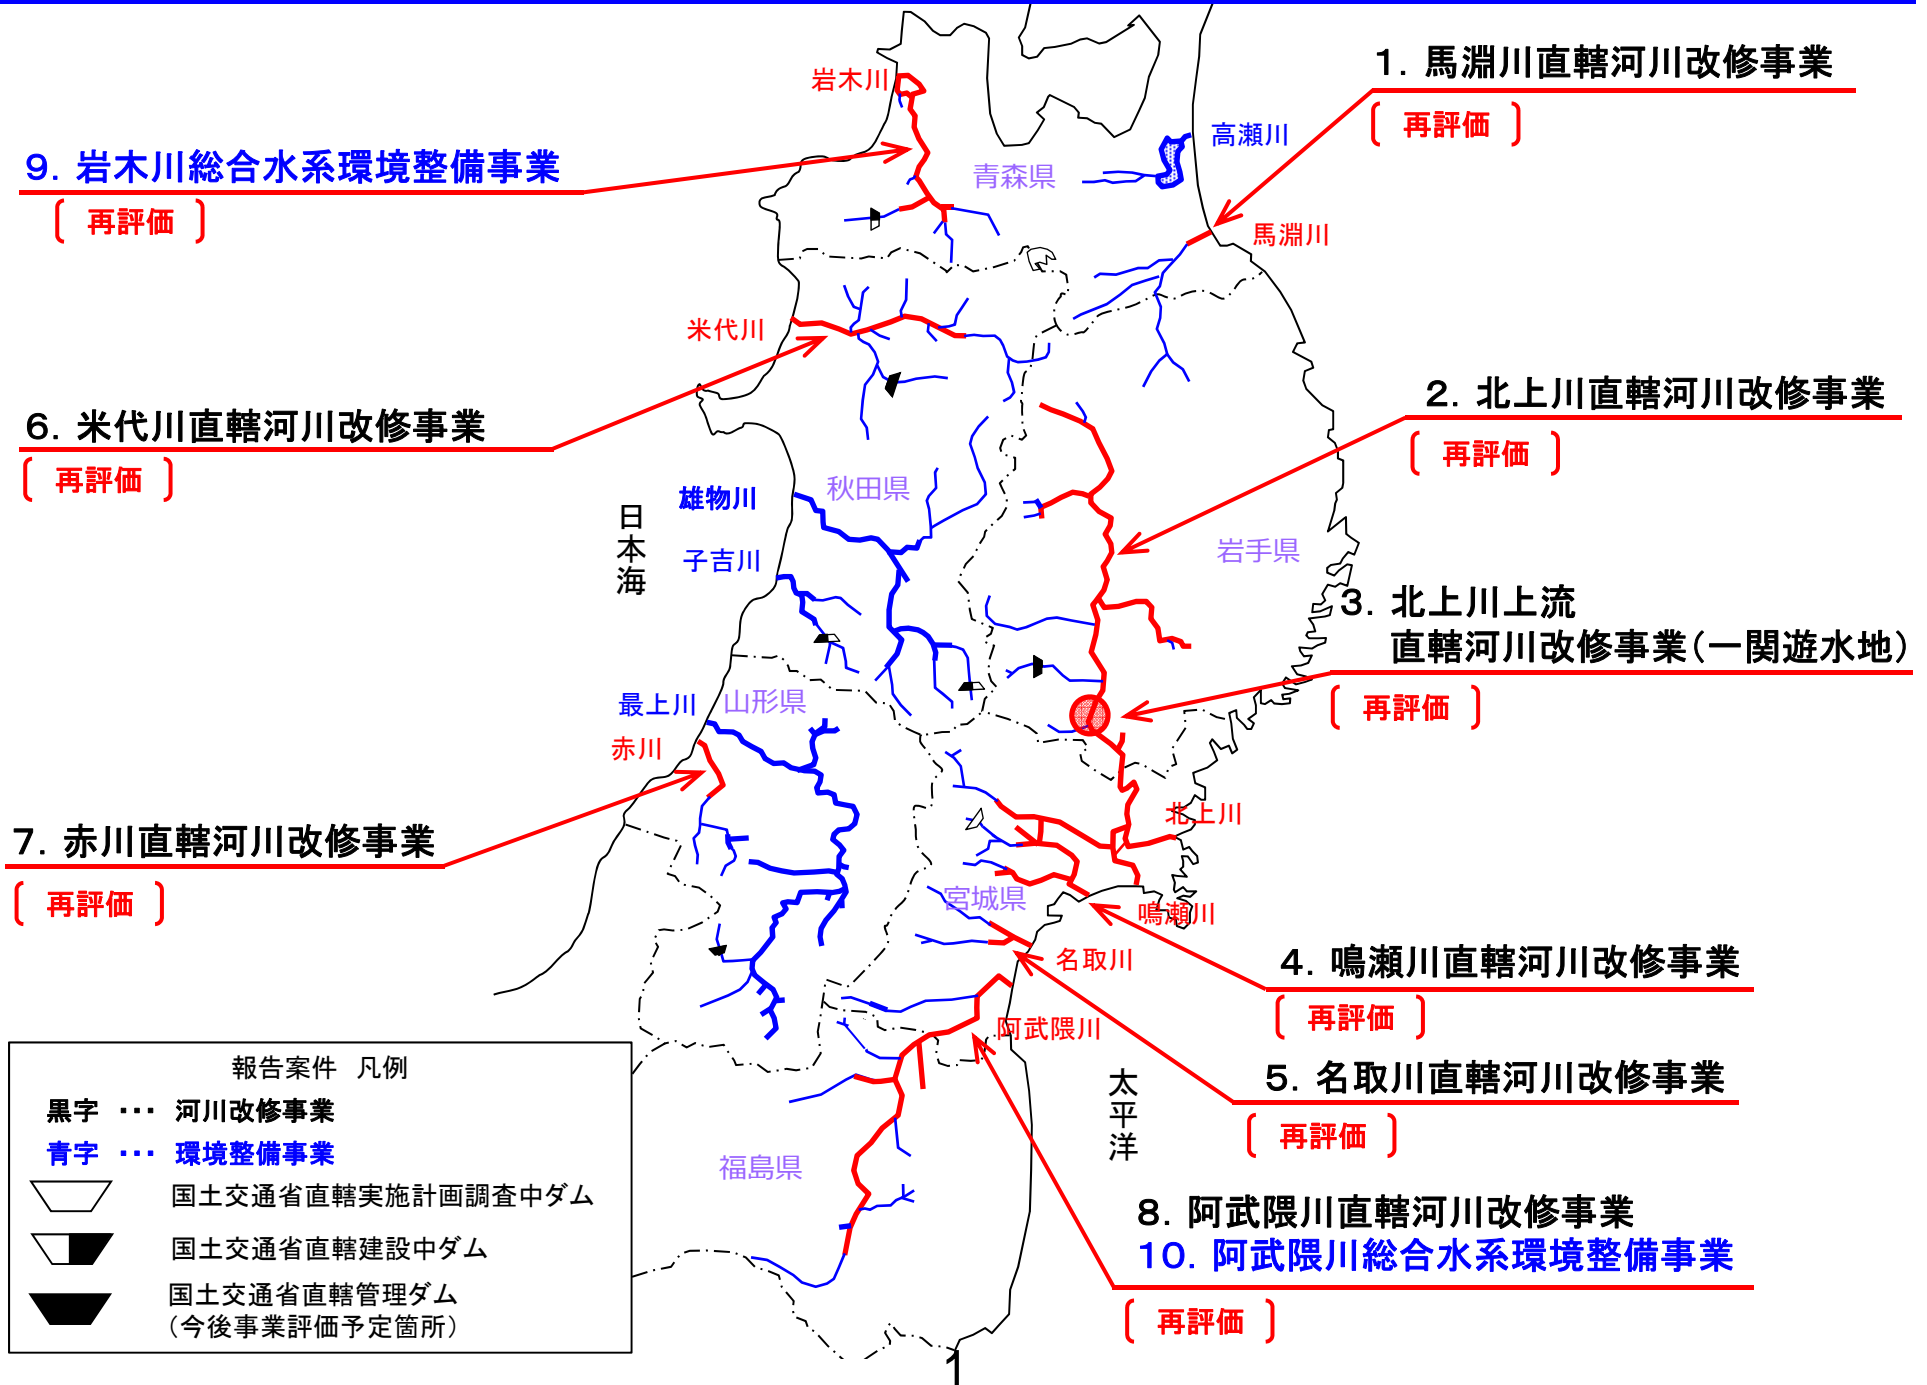 1. 馬淵川直轄河川改修事業
再評価
岩木川
高瀬川
9. 岩木川総合水系環境整備事業
再評価
青森県
馬淵川
米代川
2. 北上川直轄河川改修事業
再評価
6. 米代川直轄河川改修事業
再評価
秋田県
雄物川
日本海
子吉川
岩手県
3. 北上川上流
直轄河川改修事業(一関遊水地)
再評価
最上川
山形県
赤川
北上川
7. 赤川直轄河川改修事業
再評価
宮城県
鳴瀬川
名取川
4. 鳴瀬川直轄河川改修事業
再評価
阿武隈川
5. 名取川直轄河川改修事業
再評価
太平洋
福島県
8. 阿武隈川直轄河川改修事業
10. 阿武隈川総合水系環境整備事業
再評価
報告案件 凡例
黒字 ・・・ 河川改修事業
青字 ・・・ 環境整備事業
国土交通省直轄実施計画調査中ダム
国土交通省直轄建設中ダム
国土交通省直轄管理ダム
(今後事業評価予定箇所)
1